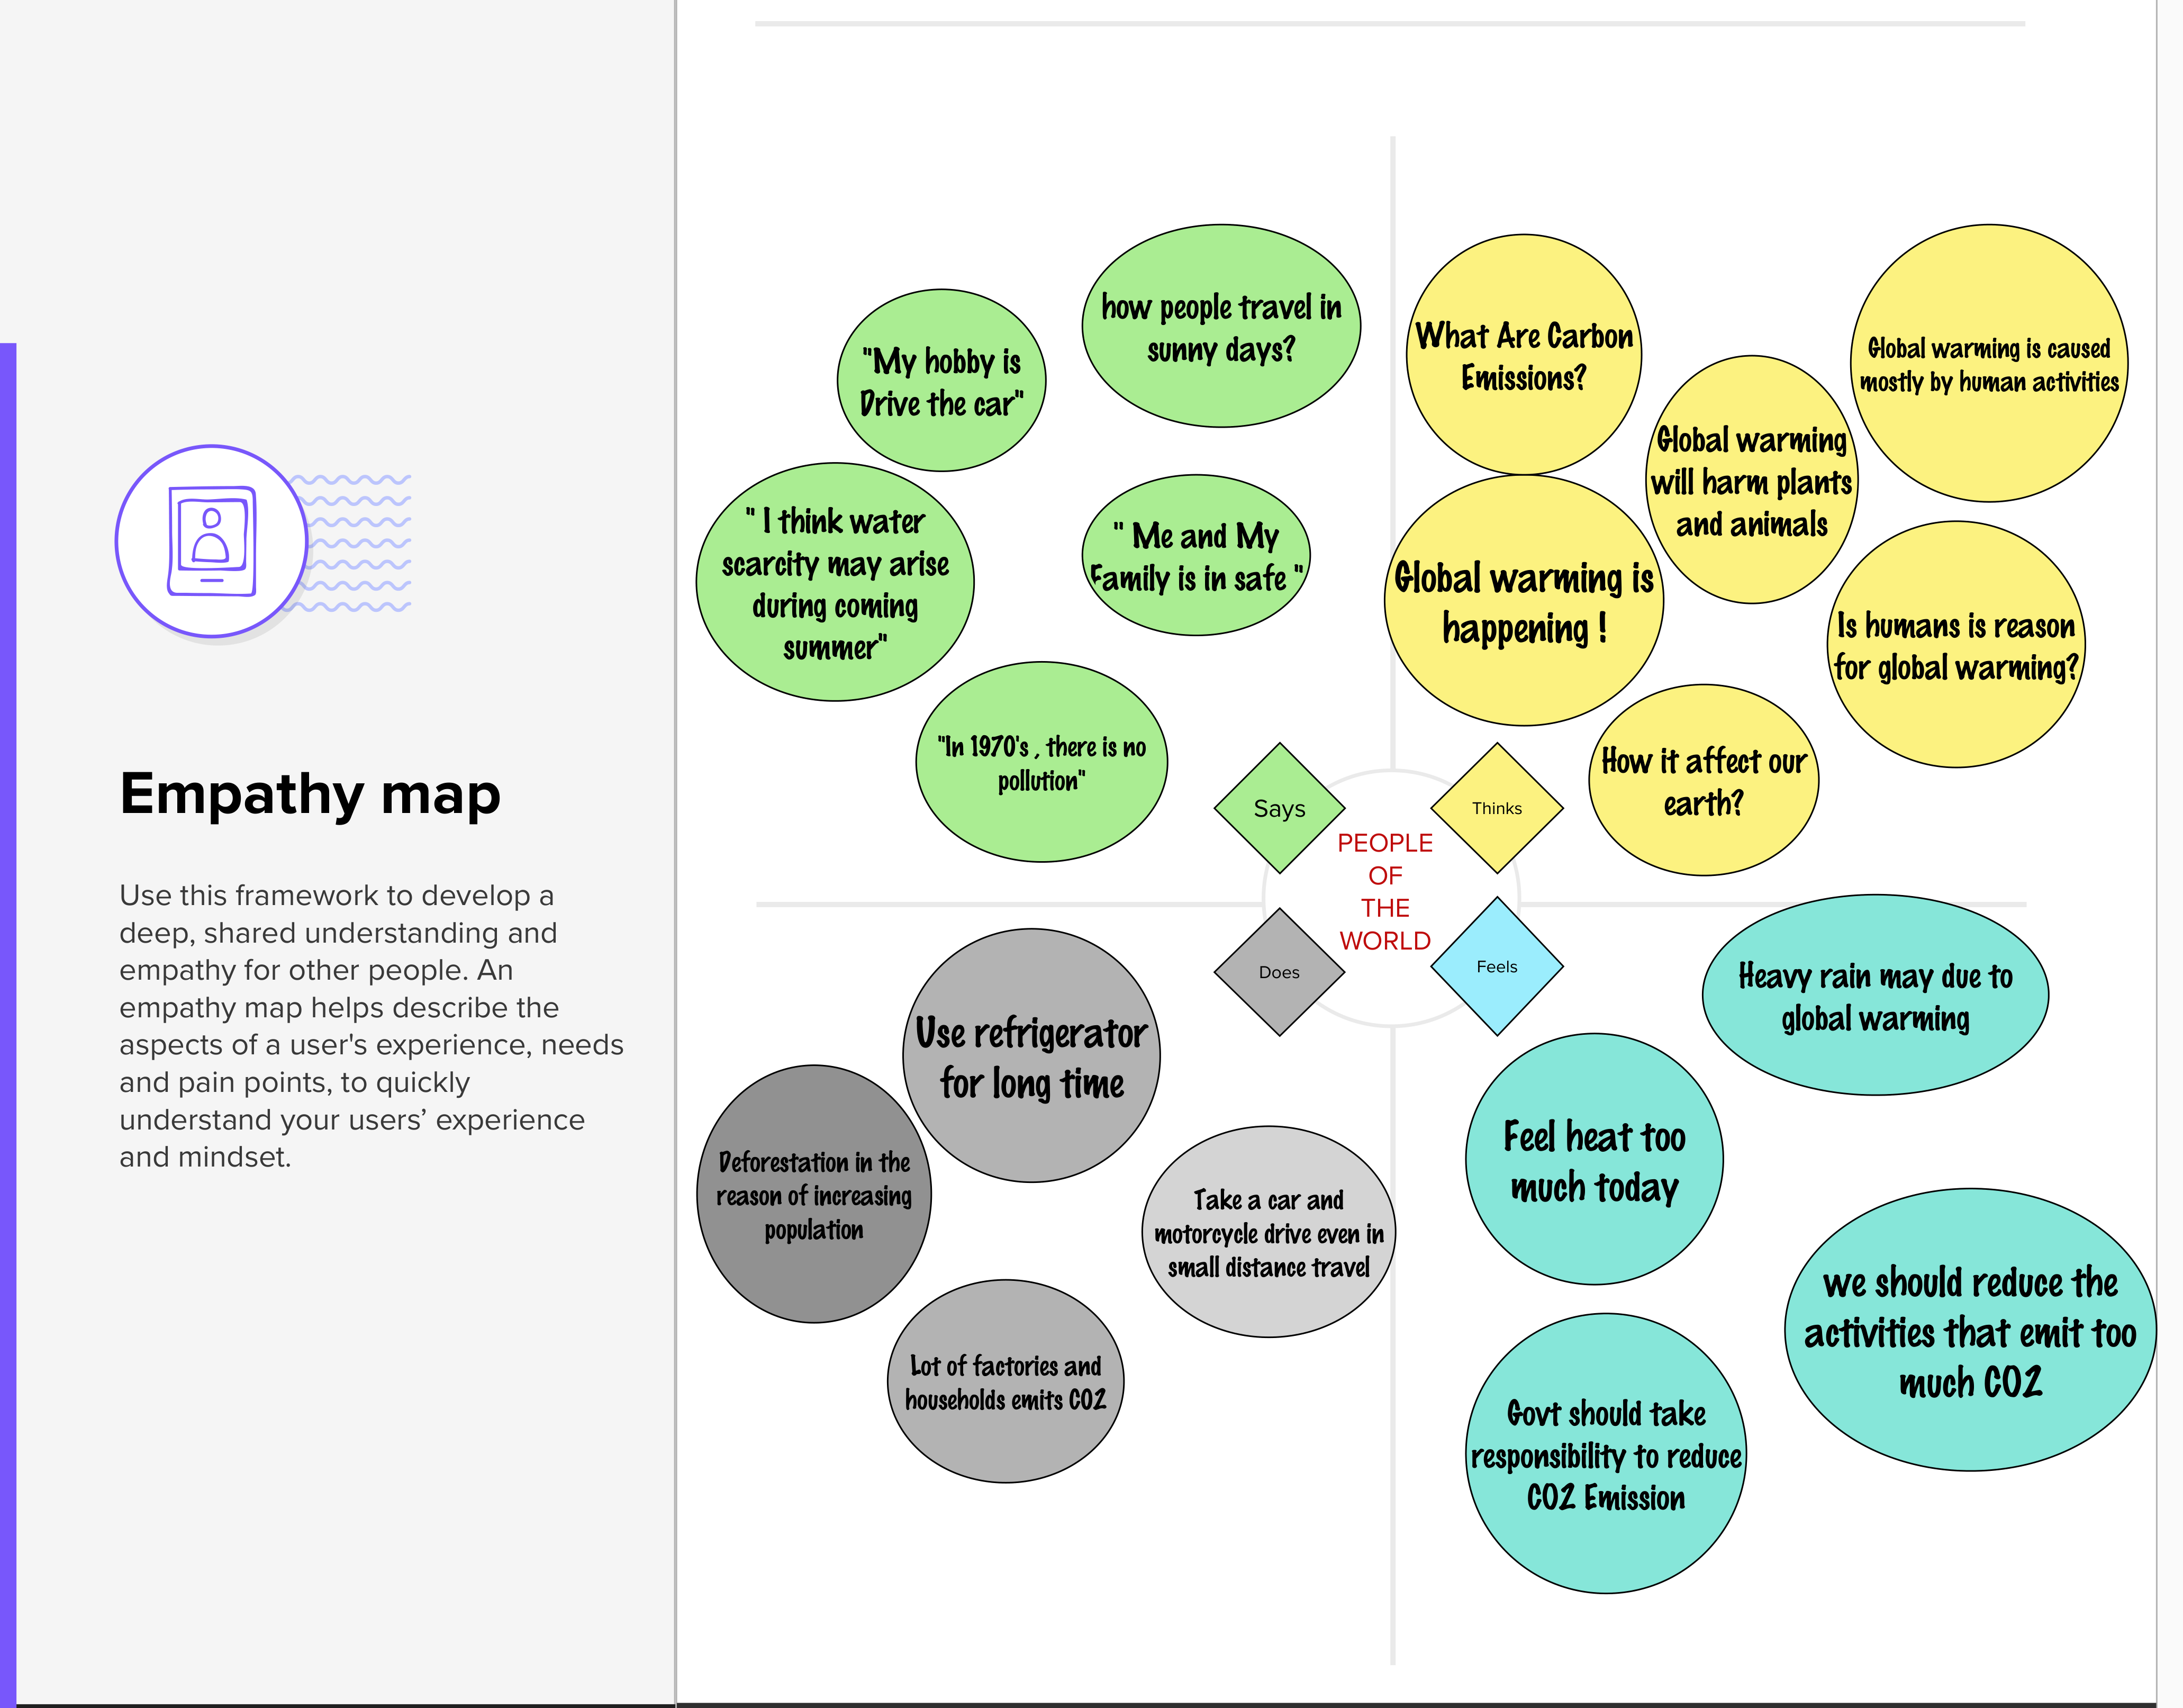 Empathy map
Use this framework to develop a
deep, shared understanding and
empathy for other people. An
empathy map helps describe the
aspects of a user's experience, needs
and pain points, to quickly
understand your users’ experience
and mindset.
how people travel in
sunny days?
"My hobby is
Drive the car"
" I think water
scarcity may arise
during coming
summer"
" Me and My
Family is in safe "
"In 1970's , there is no
pollution"
Says
What Are Carbon
Emissions?
Global warming is caused
mostly by human activities
Global warming
will harm plants
and animals
Global warming is
happening !
Is humans is reason
for global warming?
How it affect our
earth?
Thinks
PEOPLE
OF
THE
WORLD
Does
Use refrigerator
for long time
Deforestation in the
reason of increasing
population
Take a car and
motorcycle drive even in
small distance travel
Lot of factories and
households emits CO2
Feels
Heavy rain may due to
global warming
Feel heat too
much today
we should reduce the
activities that emit too
much CO2
Govt should take
responsibility to reduce
CO2 Emission